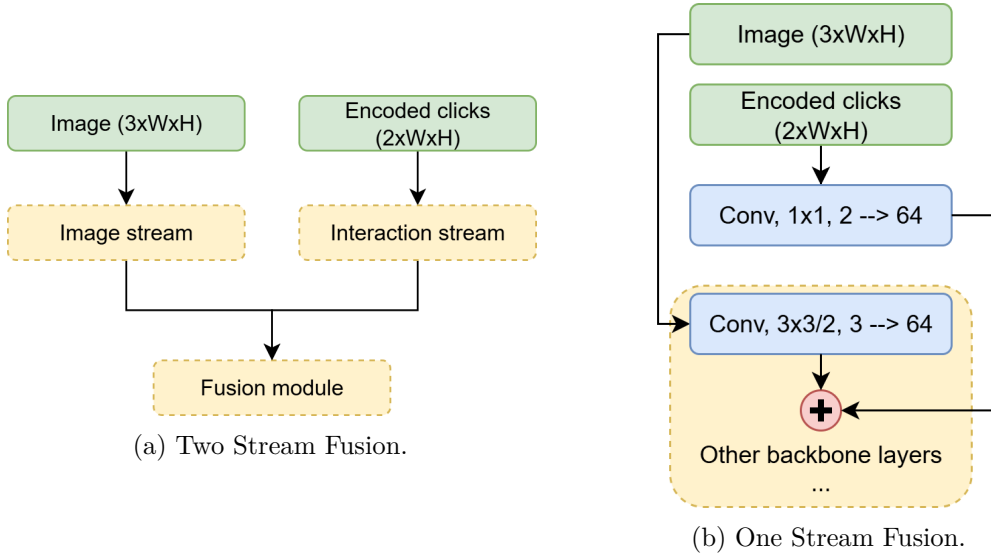 Image (3xWxH)
Encoded clicks
(2xWxH)
Image stream
Interaction stream
Fusion module
(a) Two Stream Fusion.
Image (3xWxH)
Encoded clicks
(2xWxH)
Conv, 1x1, 2 --> 64
Conv, 3x3/2, 3 --> 64
Other backbone layers
...
(b) One Stream Fusion.